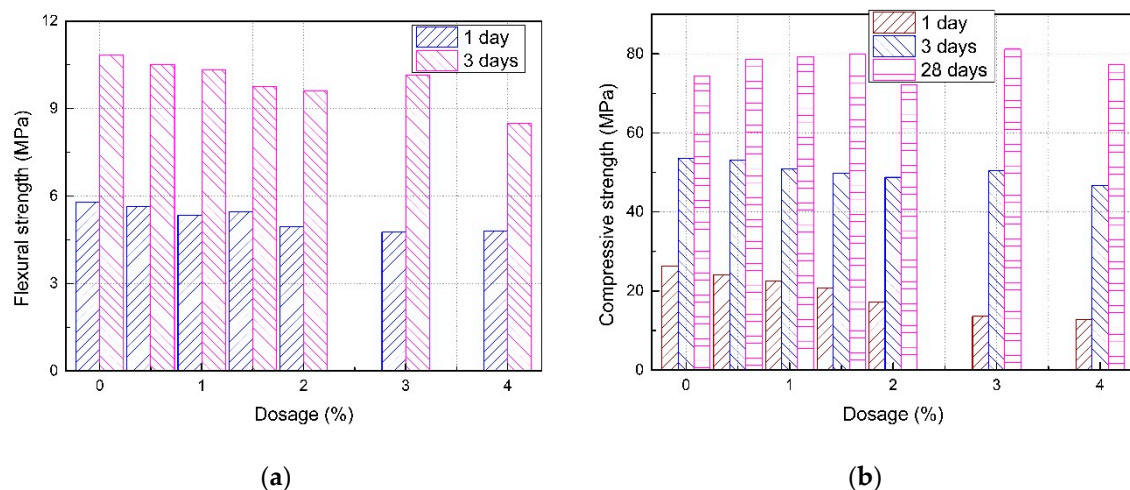 12
9
6
3
0
Flexural strength (MPa)
1 day
3 days
0 1 2 3 4
Dosage (%)
(a)
80
60
40
20
0
Compressive strength (MPa)
1 day
3 days
28 days
0 1 2 3 4
Dosage (%)
(b)